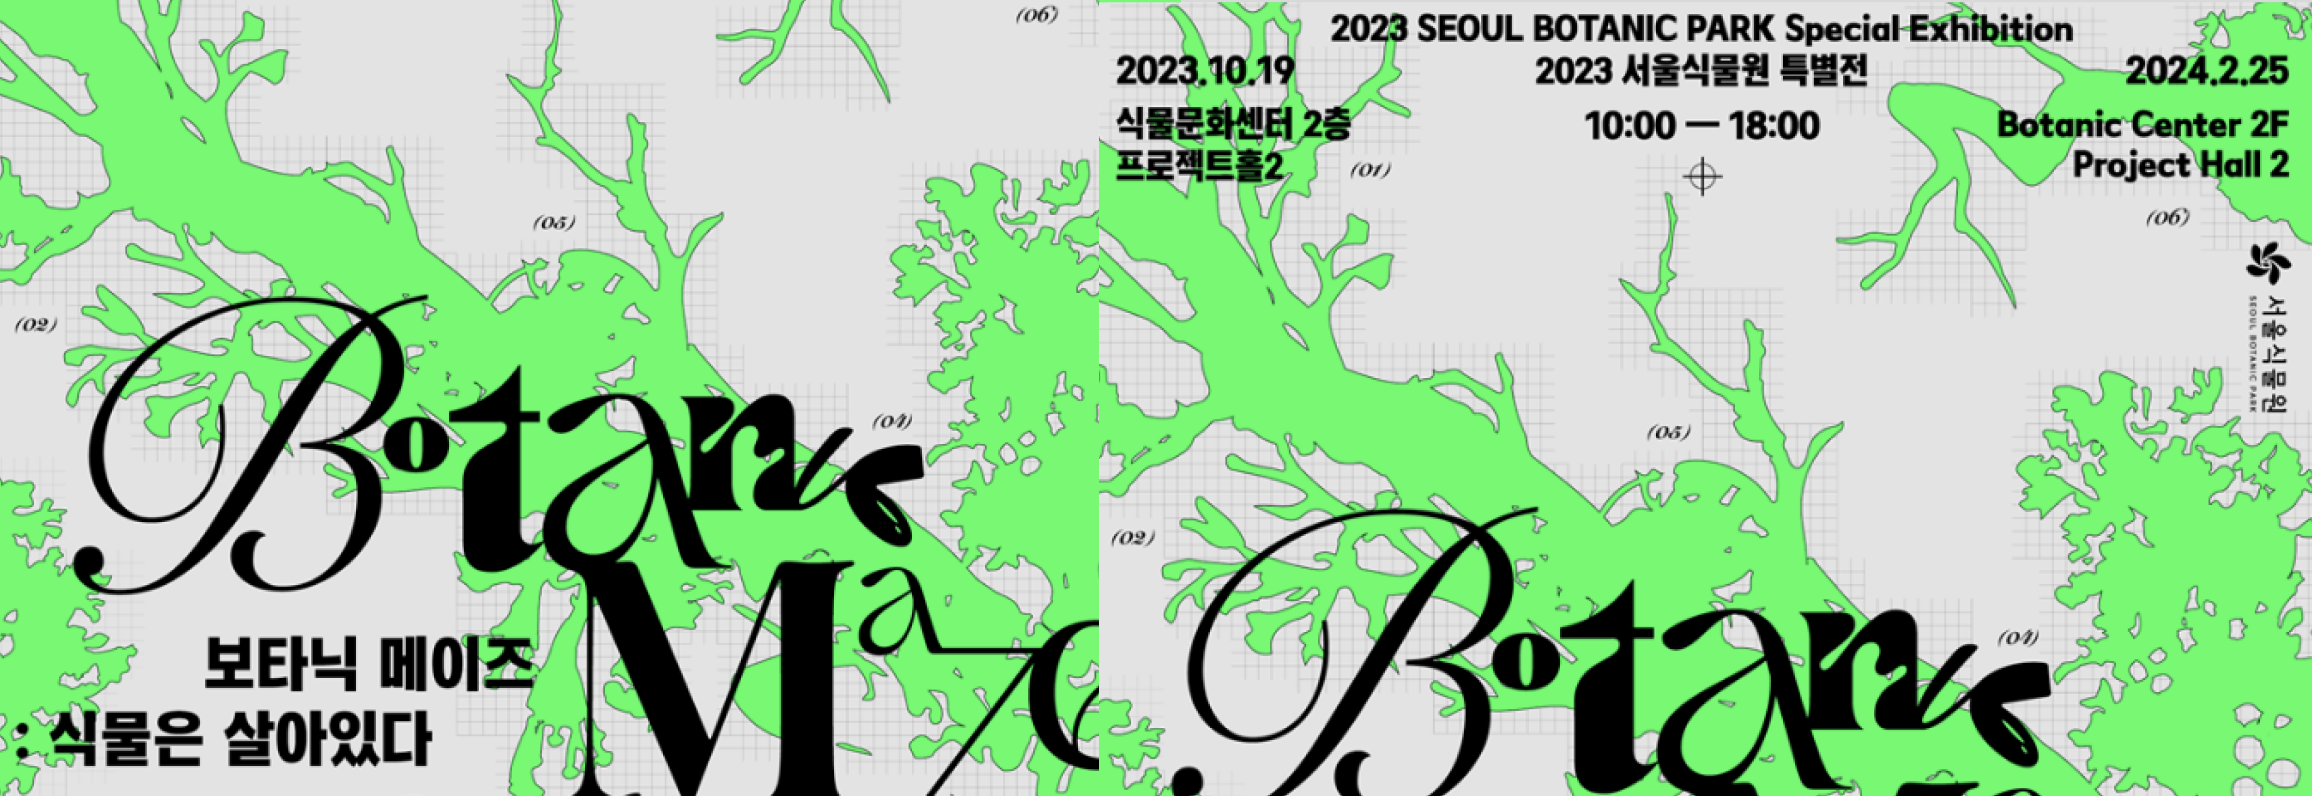 (06)
(05)
(02)
Botanic
(04)
Maze
보타닉 메이즈
: 식물은 살아있다
2023 SEOUL BOTANIC PARK Special Exhibition
2023.10.19
2023 서울식물원 특별전
2024.2.25
식물문화센터 2층
10:00 — 18:00
Botanic Center 2F
프로젝트홀2
Project Hall 2
(01)
(06)
서울식물원
SEOUL BOTANIC PARK
(05)
(02)
(04)
Botanic